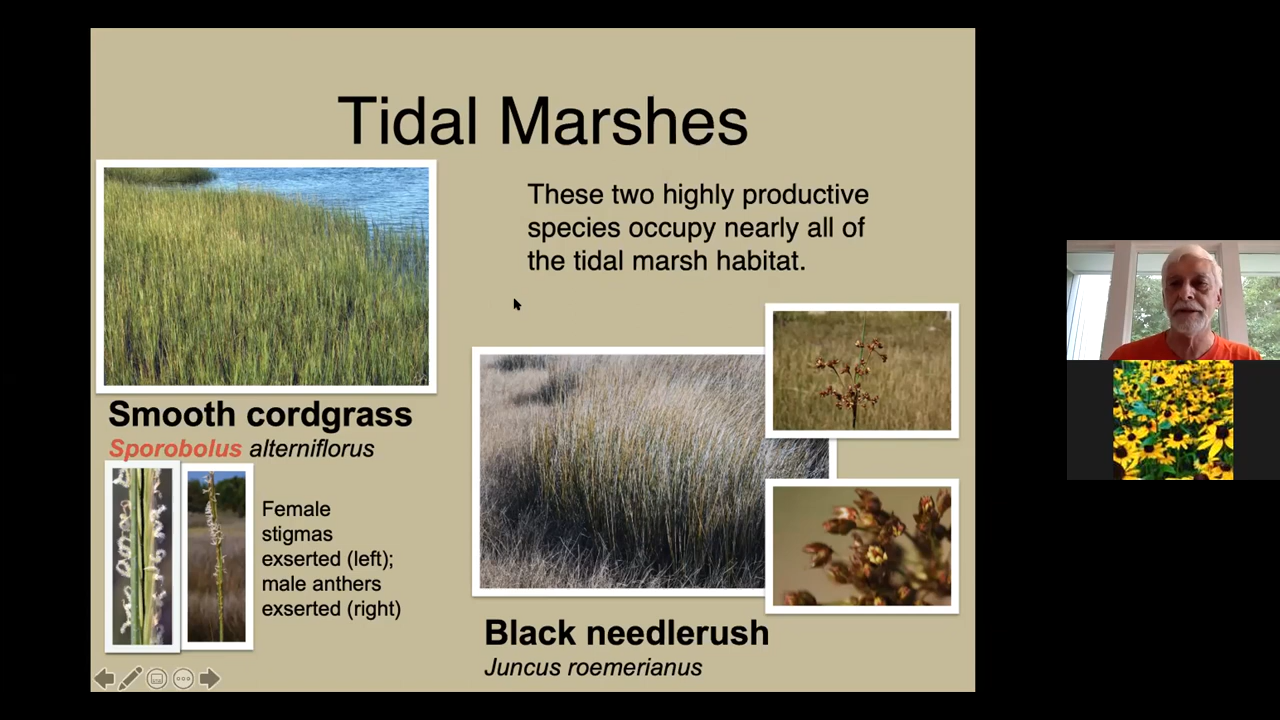 Tidal Marshes
These two highly productive
species occupy nearly all of
the tidal marsh habitat.
Smooth cordgrass
Sporobolus alterniflorus
Female
stigmas
exserted (left);
male anthers
exserted (right)
Black needlerush
Juncus roemerianus